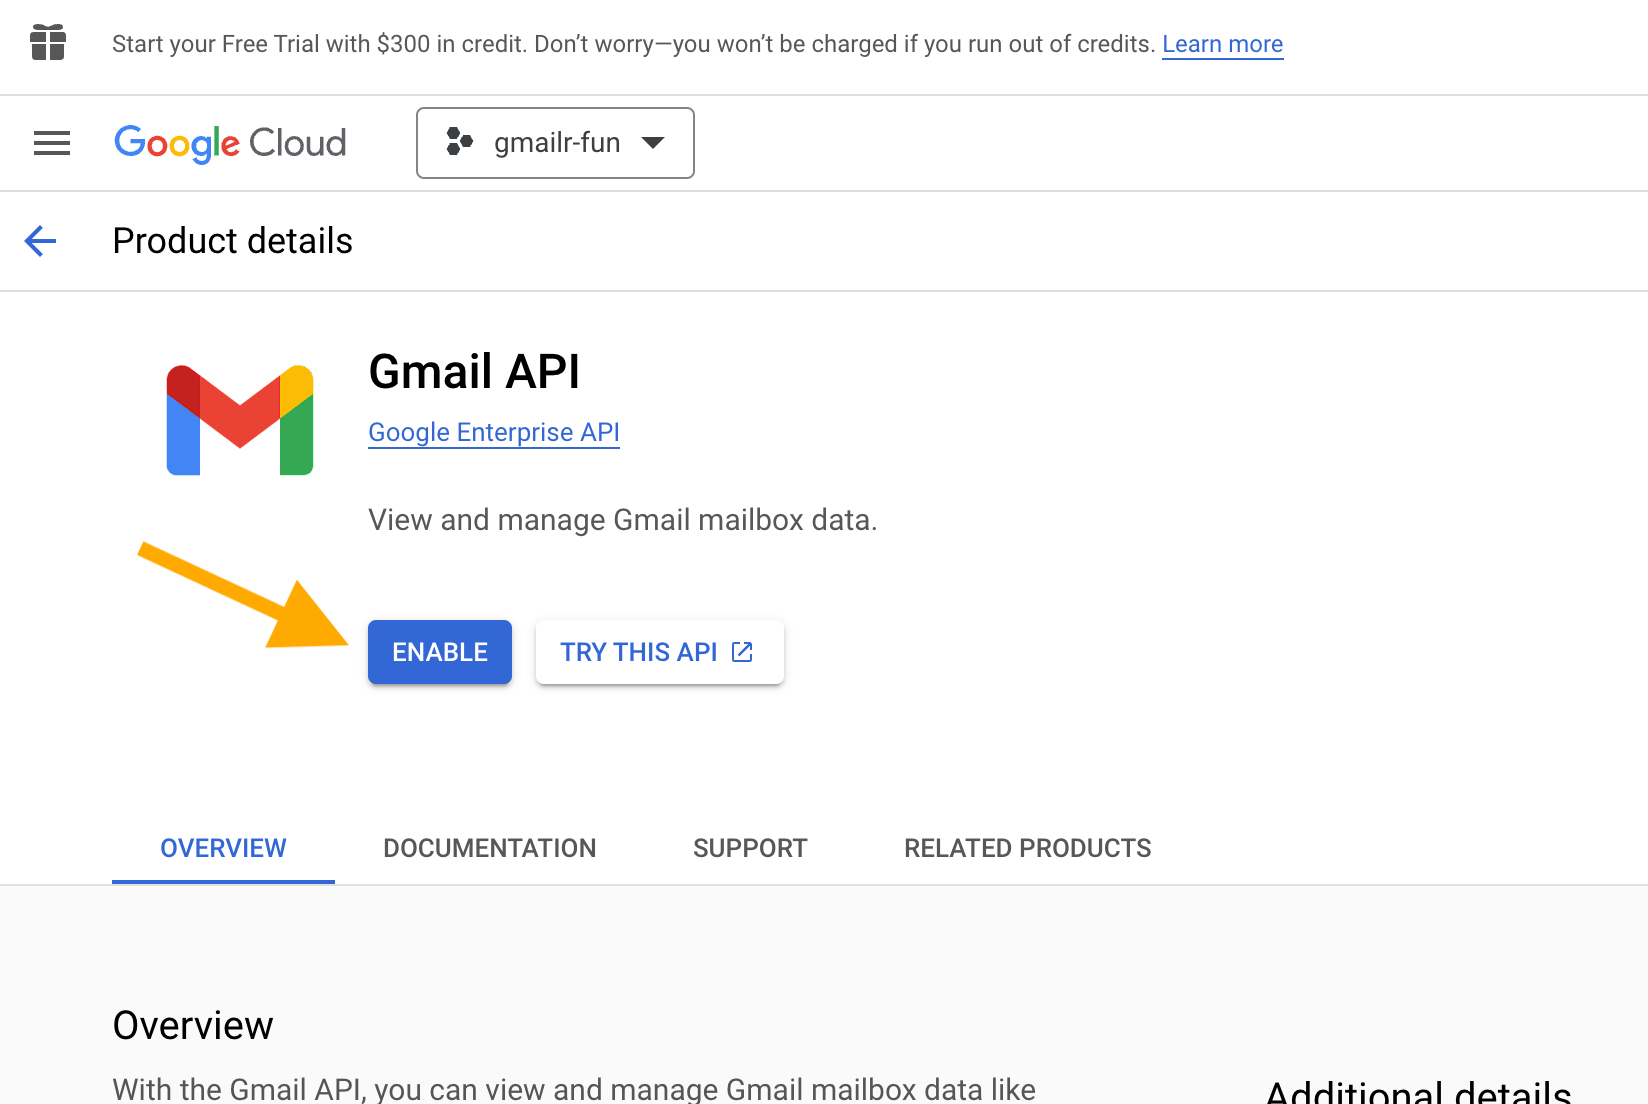 Start your Free Trial with $300 in credit. Don’t worry—you won’t be charged if you run out of credits. Learn more
Google Cloud
gmailr-fun
Product details
Gmail API
Google Enterprise API
View and manage Gmail mailbox data.
ENABLE
TRY THIS API
OVERVIEW
DOCUMENTATION
SUPPORT
RELATED PRODUCTS
Overview
With the Gmail API, you can view and manage Gmail mailbox data like
Additional details